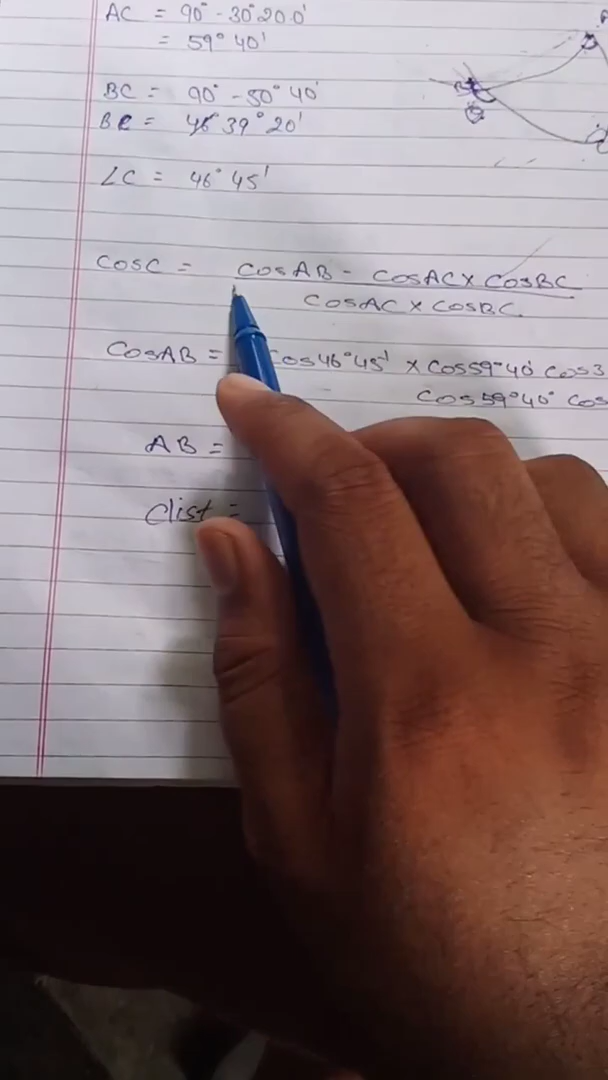 AC = 90° - 30° 20.0'
= 59° 40'
BC = 90° - 50° 40'
BC = 39° 20'
∠C = 46° 45'
COSC = COSAB - COSAC X COSBC
COSAC X COSBC
COSAB = COS46°45' X COS59°40' COS3
COS59°40' COS
AB =
dist =